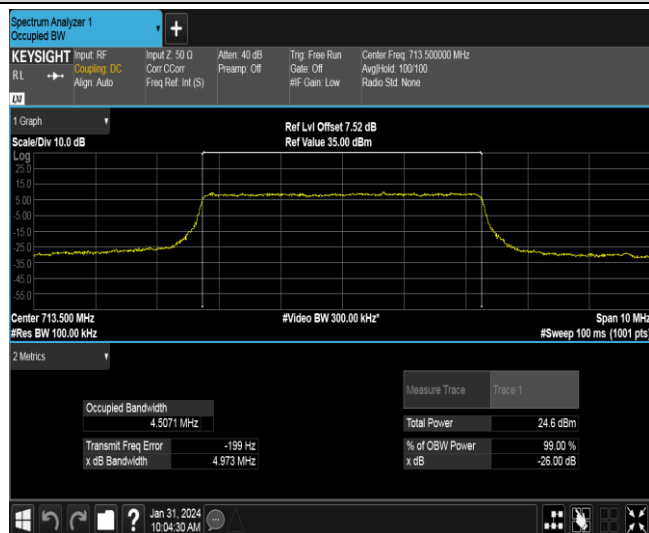 Spectrum Analyzer 1
Occupied BW
+
KEYSIGHT
RL
LXI
Input: RF
Coupling: DC
Align: Auto
Input Z: 50 Ω
Corr CCorr
Freq Ref: Int (S)
Atten: 40 dB
Preamp: Off
Trig: Free Run
Gate: Off
#IF Gain: Low
Center Freq: 713.500000 MHz
Avg|Hold: 100/100
Radio Std: None
1 Graph
Scale/Div 10.0 dB
Ref Lvl Offset 7.52 dB
Ref Value 35.00 dBm
Log
25.0
15.0
5.00
-5.00
-15.0
-25.0
-35.0
-45.0
-55.0
Center 713.500 MHz
#Res BW 100.00 kHz
#Video BW 300.00 kHz*
Span 10 MHz
#Sweep 100 ms (1001 pts)
2 Metrics
Measure Trace Trace 1
Occupied Bandwidth
4.5071 MHz
Total Power 24.6 dBm
Transmit Freq Error -199 Hz
x dB Bandwidth 4.973 MHz
% of OBW Power 99.00 %
x dB -26.00 dB
?
Jan 31, 2024
10:04:30 AM